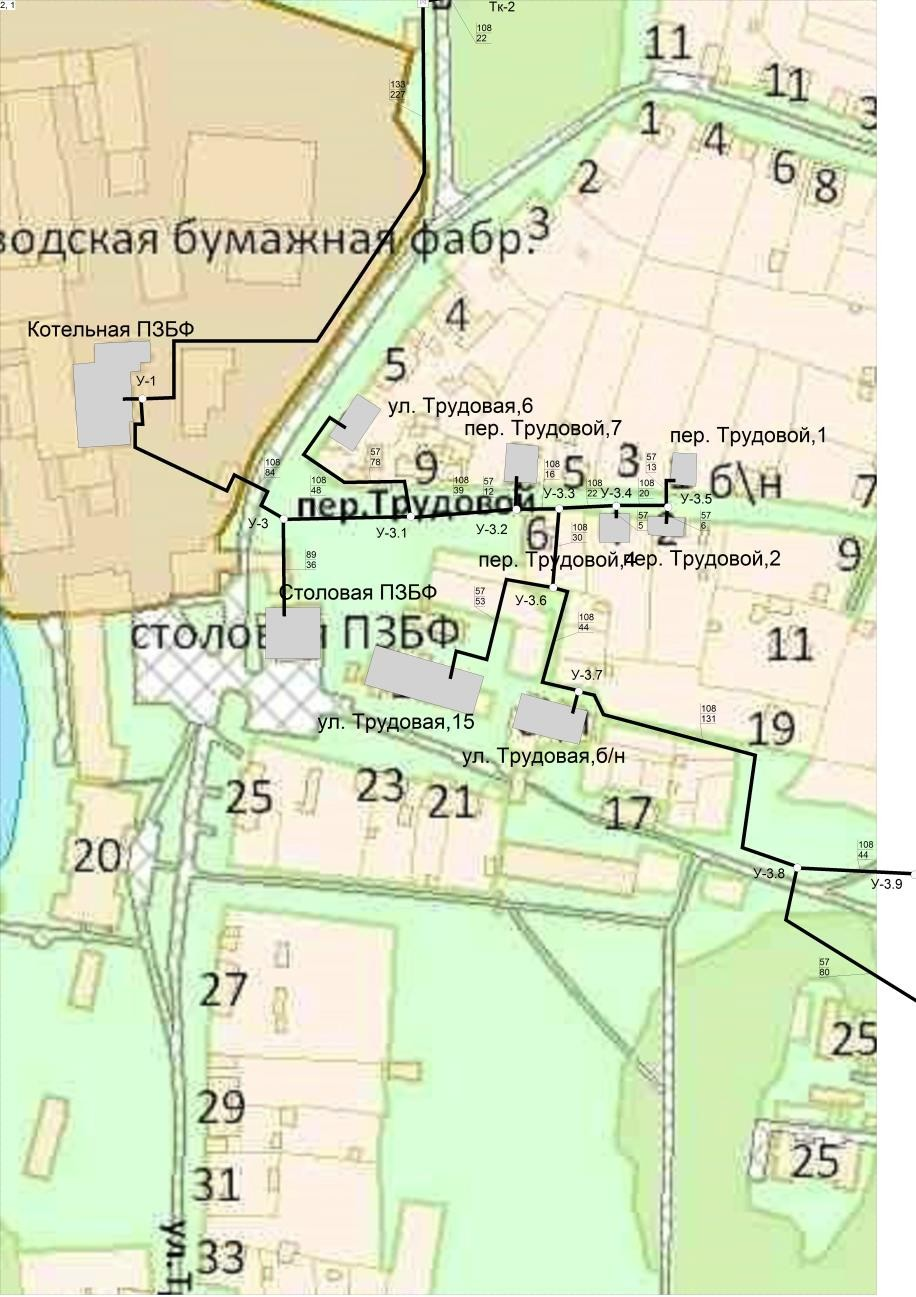 2, 1
Тк-2
108
22
11
133
227
11
3
1
4
2
6
8
3
водская бумажная фабр.
4
Котельная ПЗБФ
5
У-1
ул. Трудовая,6
пер. Трудовой,7
пер. Трудовой,1
57
78
9
108
84
108
48
108
39
57
12
108
16
5
3
57
13
б\н
7
108
22
108
20
пер.Трудовой
У-3
У-3.1
У-3.2
У-3.3
У-3.4
У-3.5
57
5
57
6
6
108
30
2
89
36
пер. Трудовой,4
пер. Трудовой,2
9
Столовая ПЗБФ
57
53
У-3.6
столов я ПЗБФ
108
44
11
У-3.7
ул. Трудовая,15
108
131
19
ул. Трудовая,б/н
25
23
21
17
20
108
44
У-3.8
У-3.9
57
80
27
25
29
25
31
33
ул.Т